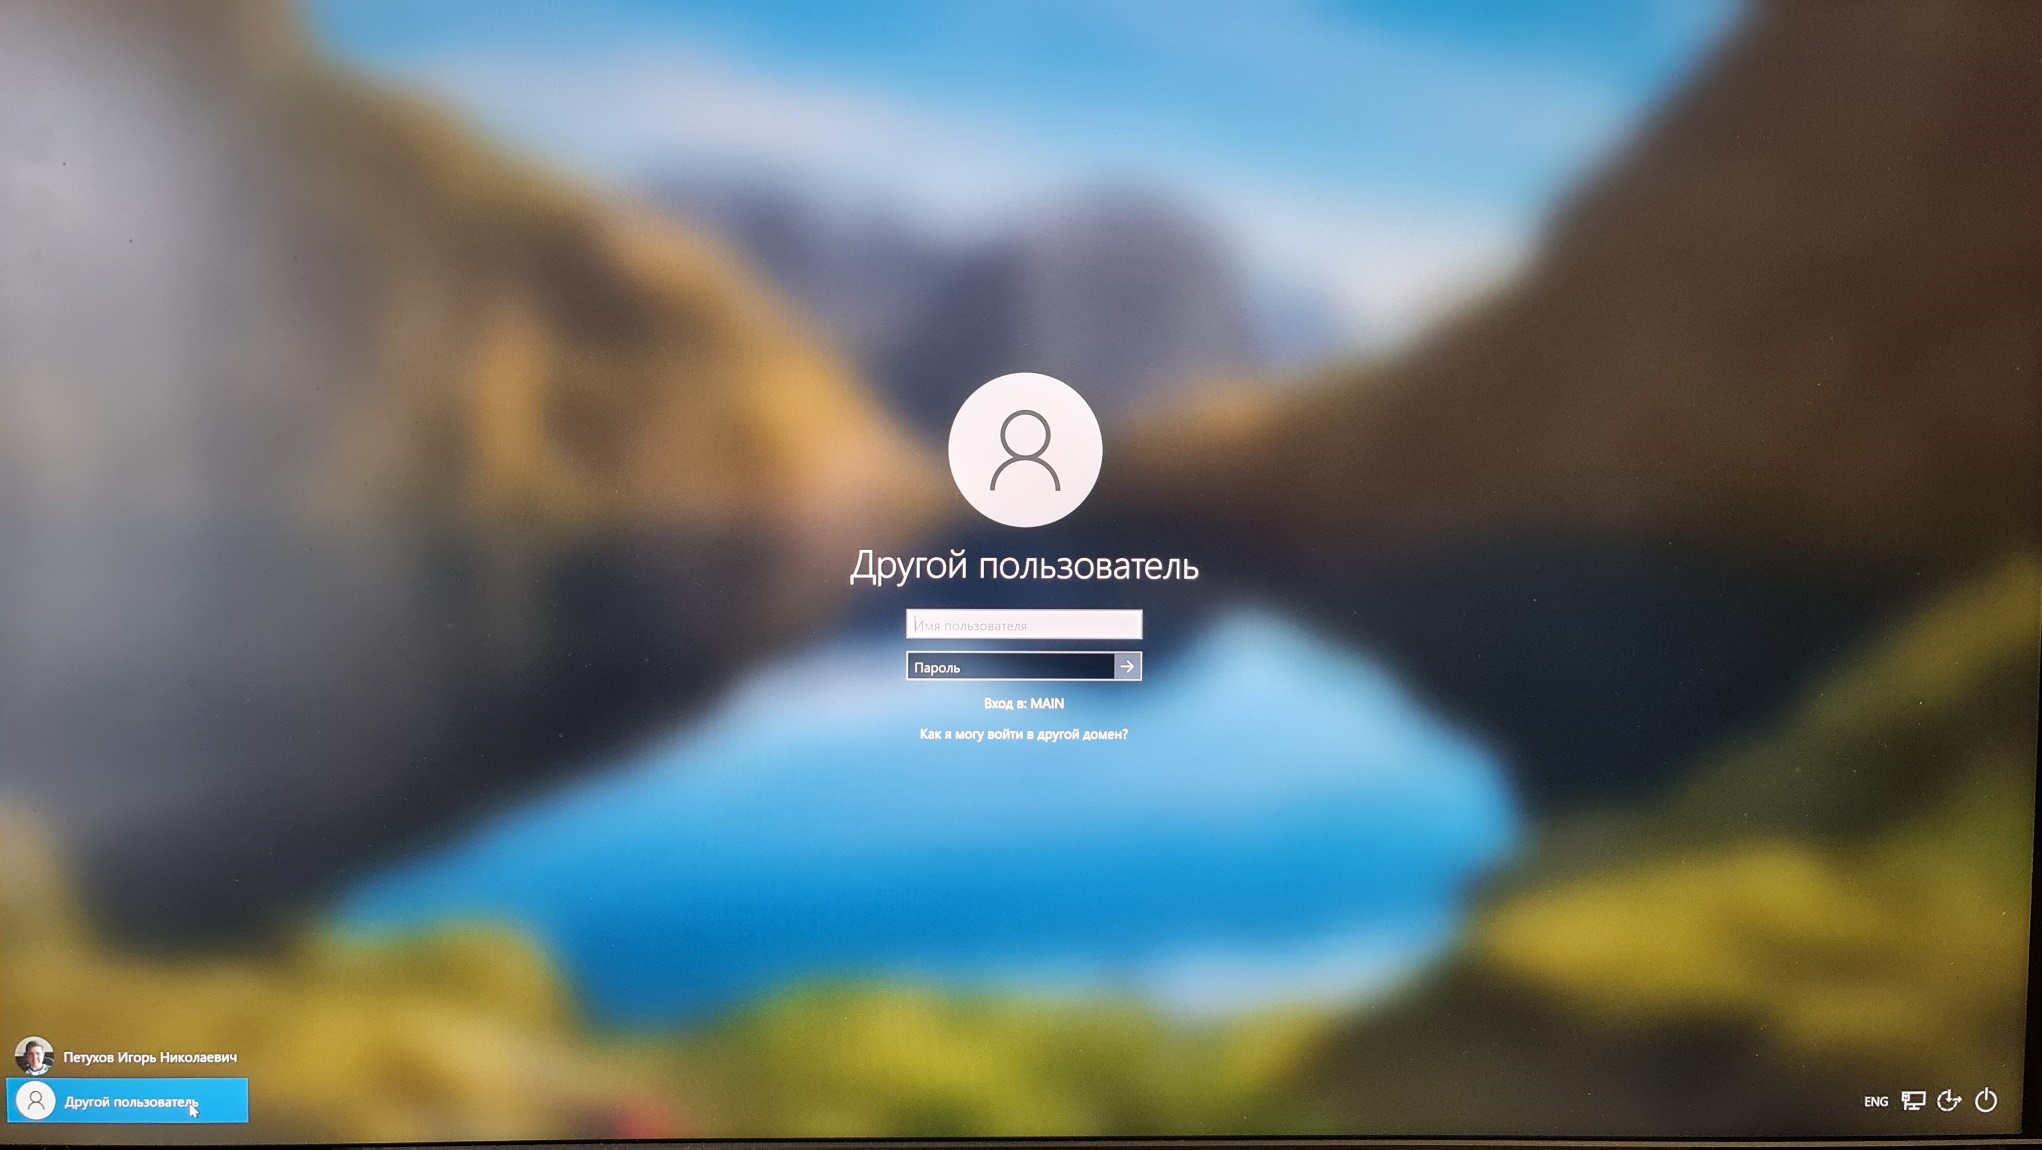 Другой пользователь
Имя пользователя
Пароль
Вход в: MAIN
Как я могу войти в другой домен?
Петухов Игорь Николаевич
Другой пользователь
ENG